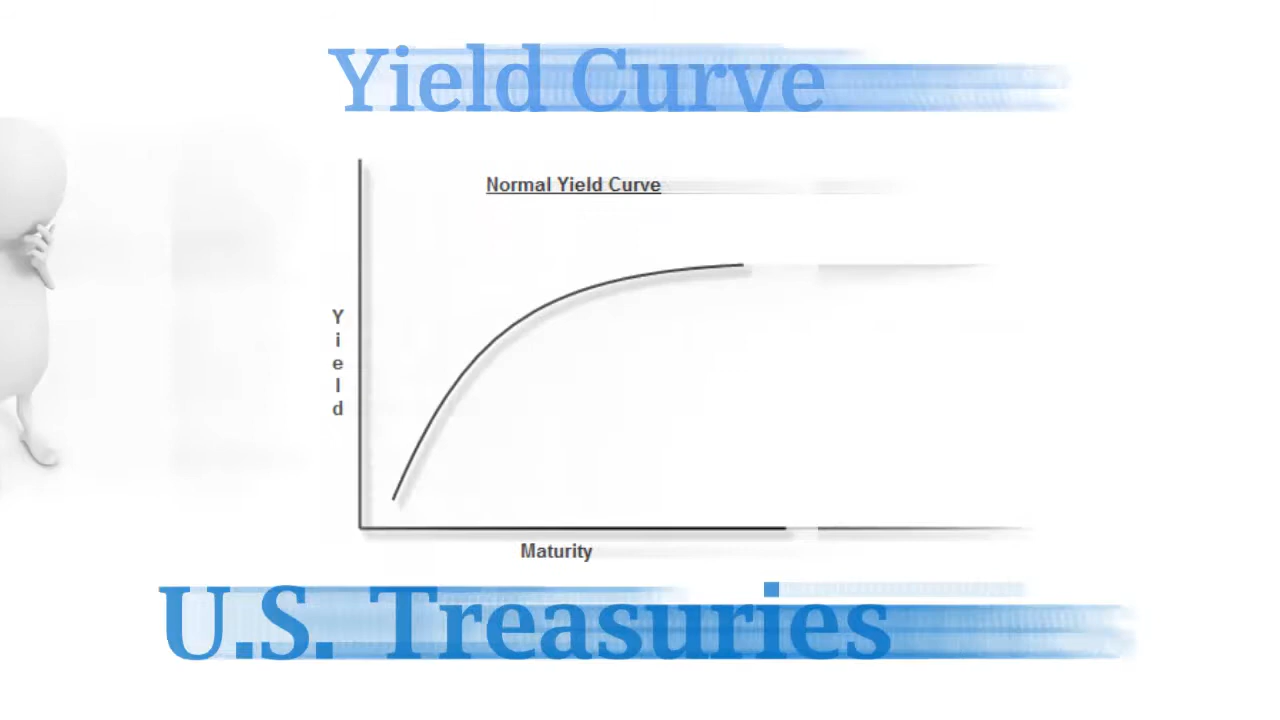 Yield Curve
Normal Yield Curve
Yield
Maturity
U.S. Treasuries